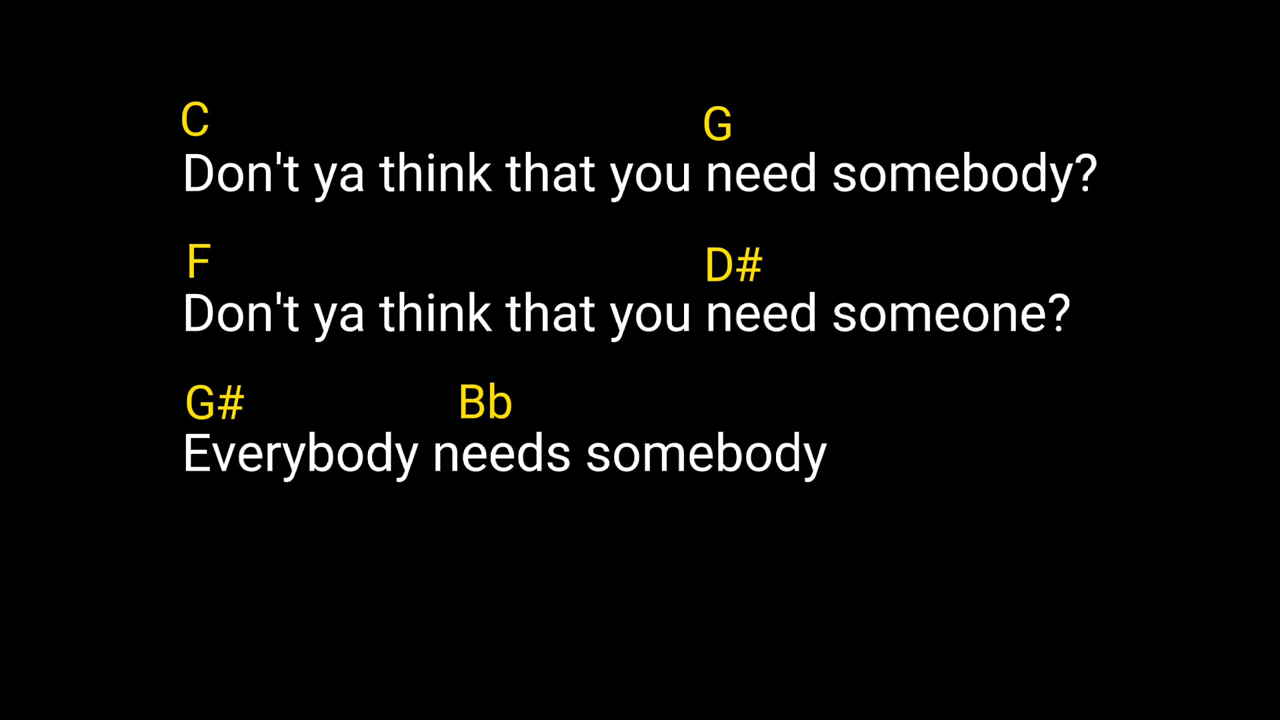 C G
Don't ya think that you need somebody?
F D#
Don't ya think that you need someone?
G# Bb
Everybody needs somebody